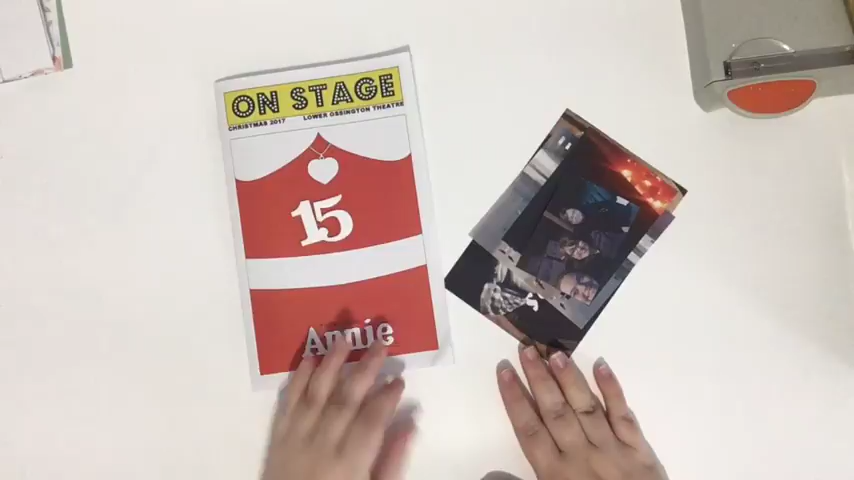 ON STAGE
CHRISTMAS 2017 LOWER OSSINGTON THEATRE
15
Annie